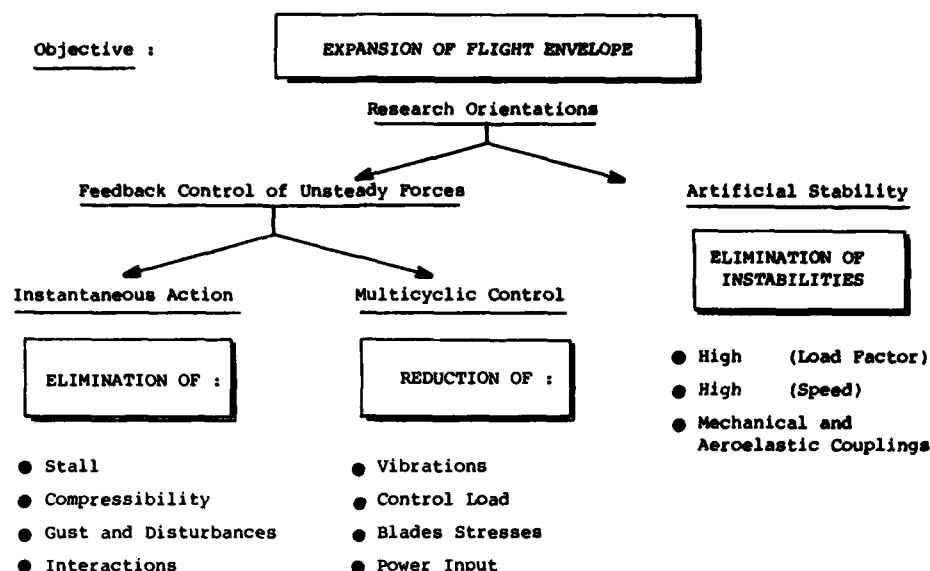 Objective :
EXPANSION OF FLIGHT ENVELOPE
Research Orientations
Feedback Control of Unsteady Forces
Artificial Stability
ELIMINATION OF
INSTABILITIES
Instantaneous Action
Multicyclic Control
ELIMINATION OF :
REDUCTION OF :
● High (Load Factor)
● High (Speed)
● Mechanical and
Aeroelastic Couplings
● Stall
● Compressibility
● Gust and Disturbances
● Interactions
● Vibrations
● Control Load
● Blades Stresses
● Power Input